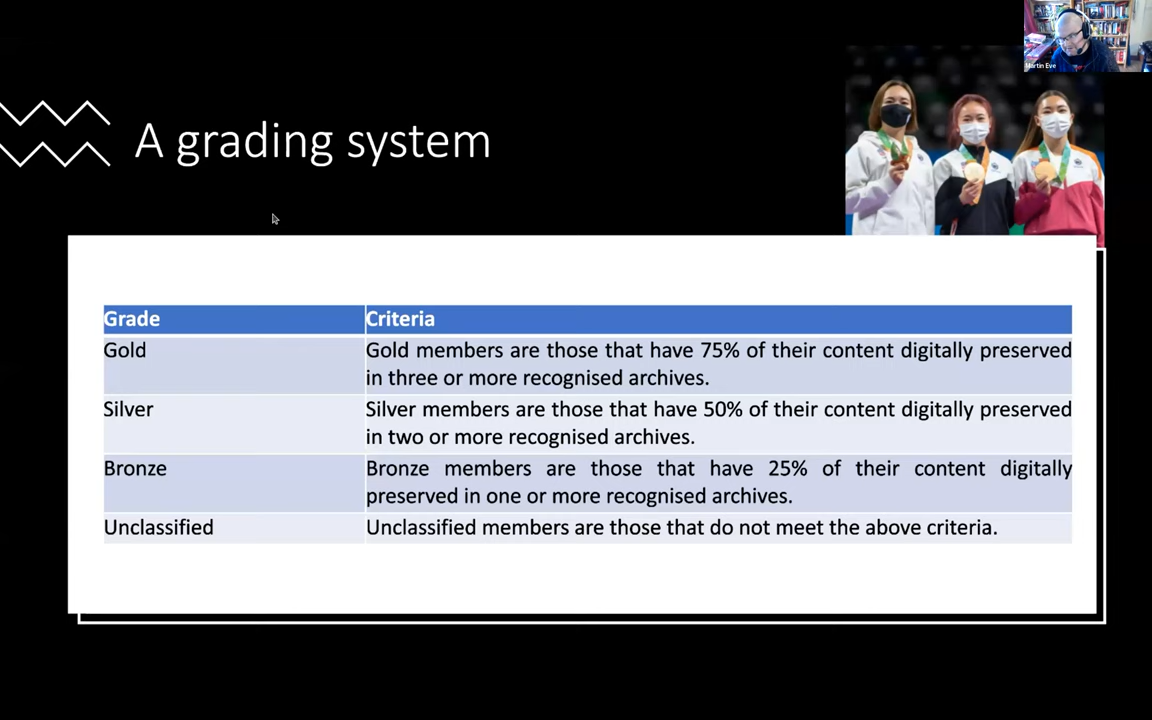 Martin Eve
A grading system
Grade Criteria
Gold Gold members are those that have 75% of their content digitally preserved
in three or more recognised archives.
Silver Silver members are those that have 50% of their content digitally preserved
in two or more recognised archives.
Bronze Bronze members are those that have 25% of their content digitally
preserved in one or more recognised archives.
Unclassified Unclassified members are those that do not meet the above criteria.